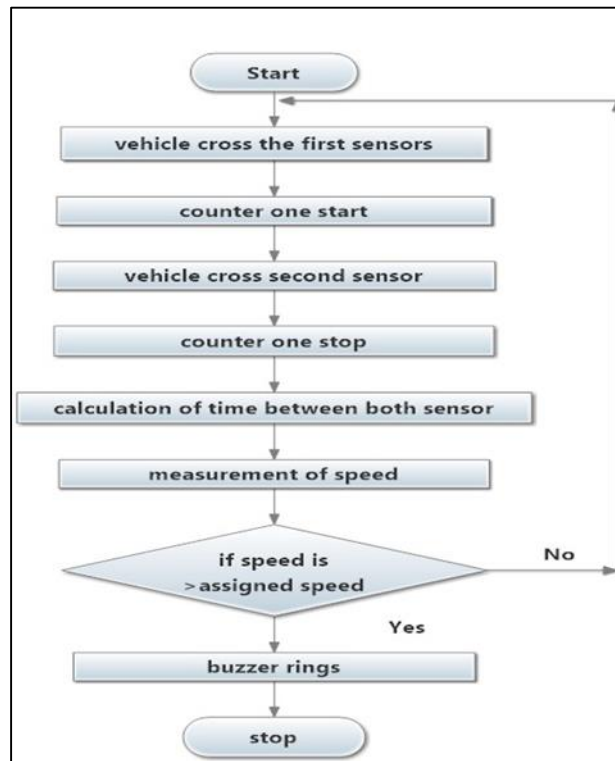 Start
vehicle cross the first sensors
counter one start
vehicle cross second sensor
counter one stop
calculation of time between both sensor
measurement of speed
if speed is
>assigned speed
No
Yes
buzzer rings
stop